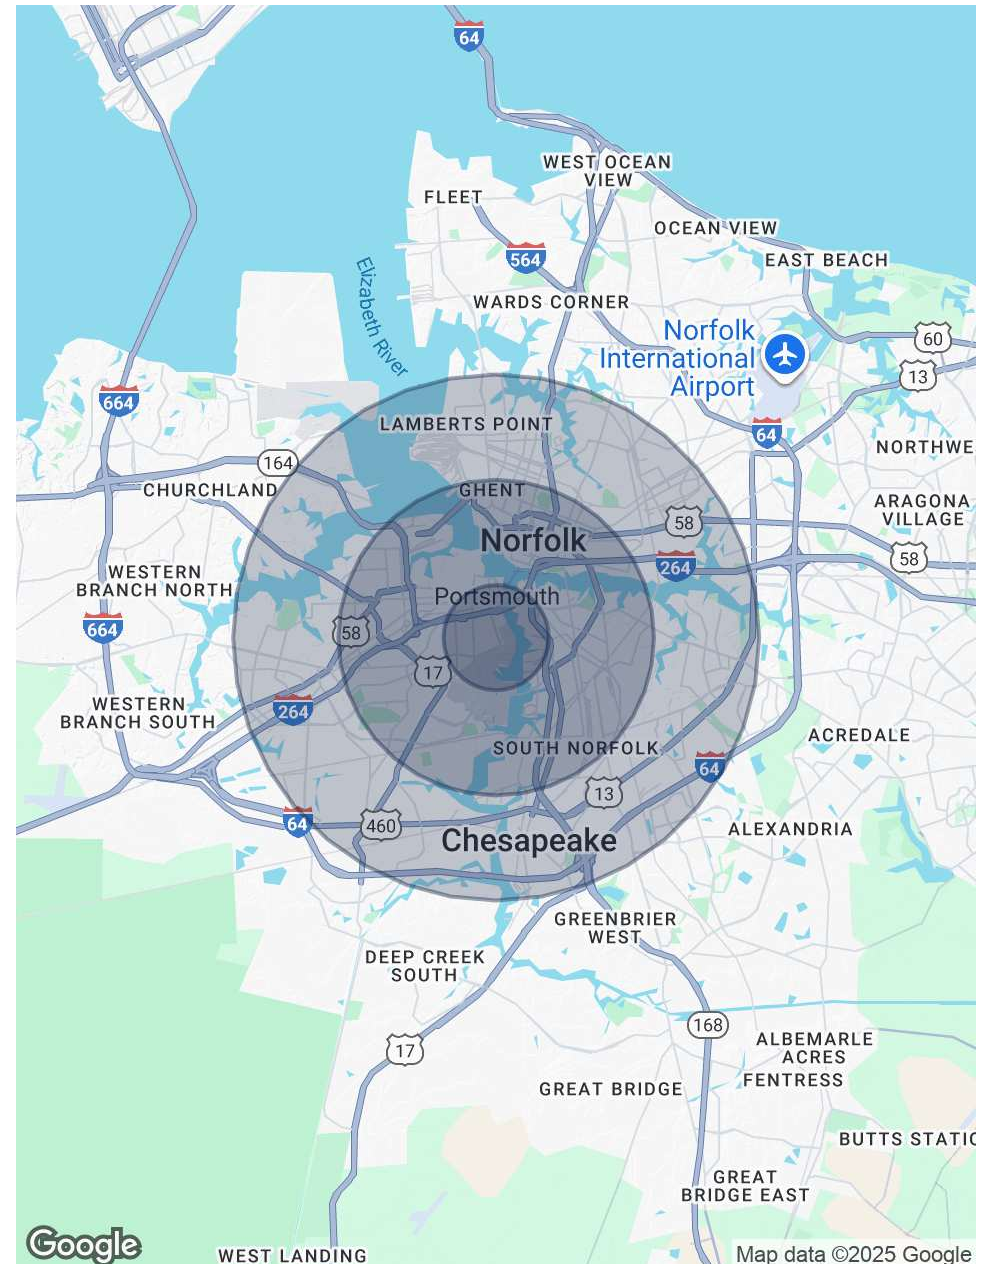 64
WEST OCEAN
VIEW
FLEET
OCEAN VIEW
564
EAST BEACH
Elizabeth River
WARDS CORNER
Norfolk
International
Airport
60
13
664
64
LAMBERTS POINT
NORTHWE
164
CHURCHLAND
GHENT
ARAGONA
VILLAGE
58
Norfolk
58
264
WESTERN
BRANCH NORTH
Portsmouth
664
58
17
WESTERN
BRANCH SOUTH
264
SOUTH NORFOLK
ACREDALE
64
13
64
460
ALEXANDRIA
Chesapeake
GREENBRIER
WEST
DEEP CREEK
SOUTH
168
17
ALBEMARLE
ACRES
FENTRESS
GREAT BRIDGE
BUTTS STATIO
GREAT
BRIDGE EAST
Google
WEST LANDING
Map data ©2025 Google